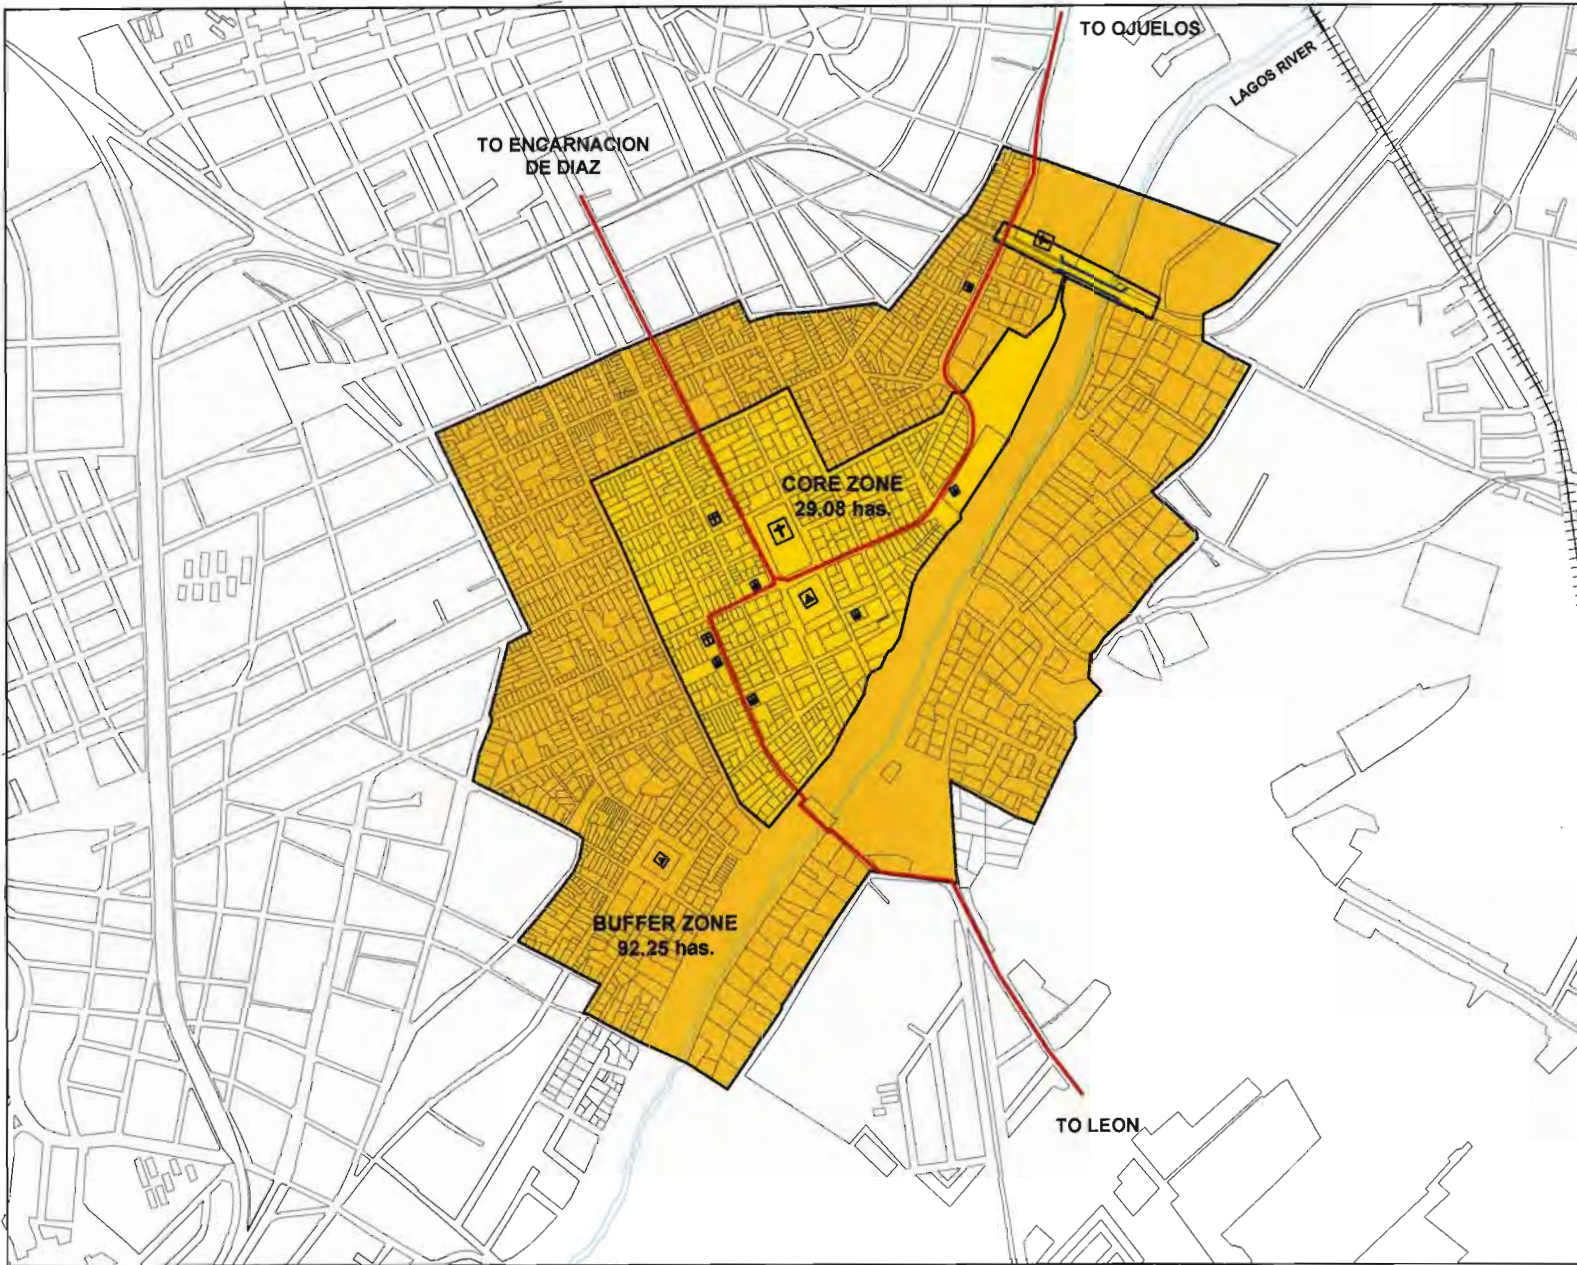 TO OJUELOS
LAGOS RIVER
TO ENCARNACION
DE DIAZ
CORE ZONE
29.08 has.
BUFFER ZONE
92.25 has.
TO LEON